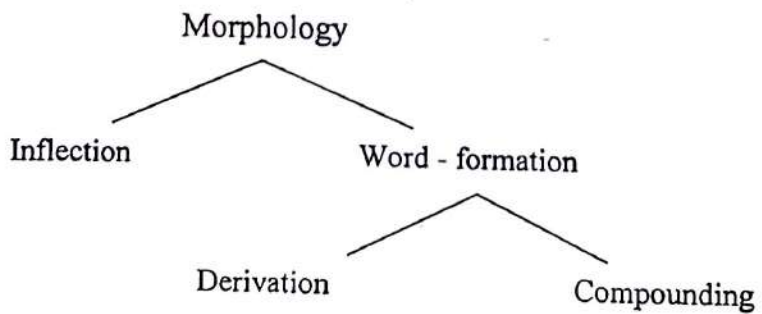 Morphology
Inflection
Word - formation
Derivation
Compounding